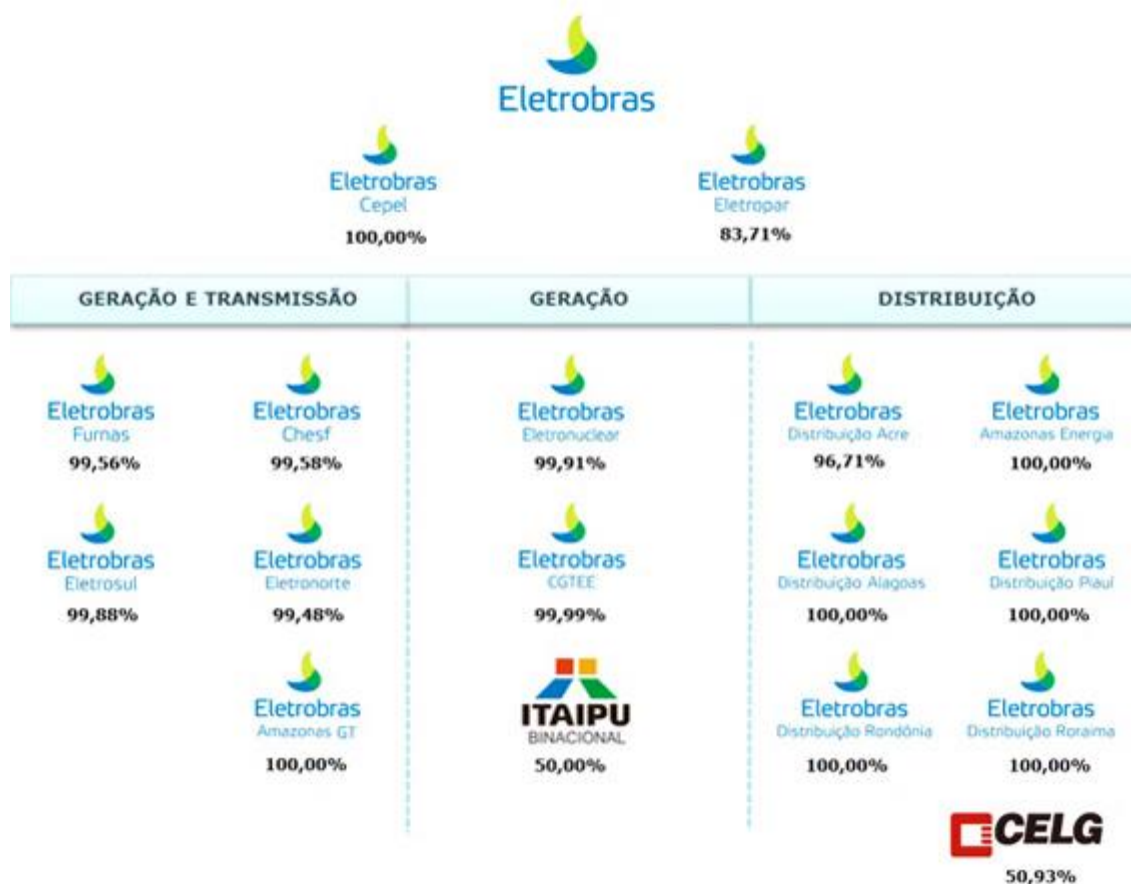 Eletrobras
Eletrobras
Cepel
100,00%
Eletrobras
Eletropar
83,71%
GERAÇÃO E TRANSMISSÃO
GERAÇÃO
DISTRIBUIÇÃO
Eletrobras
Furnas
99,56%
Eletrobras
Chesf
99,58%
Eletrosul
Eletrobras
Eletrosul
99,88%
Eletrobras
Eletronorte
99,48%
Eletrobras
Amazonas GT
100,00%
Eletrobras
Eletronuclear
99,91%
Eletrobras
CGTEE
99,99%
ITAIPU
BINACIONAL
50,00%
Eletrobras
Distribuição Acre
96,71%
Eletrobras
Amazonas Energia
100,00%
Eletrobras
Distribuição Alagoas
100,00%
Eletrobras
Distribuição Piauí
100,00%
Eletrobras
Distribuição Rondônia
100,00%
Eletrobras
Distribuição Roraima
100,00%
CELG
50,93%